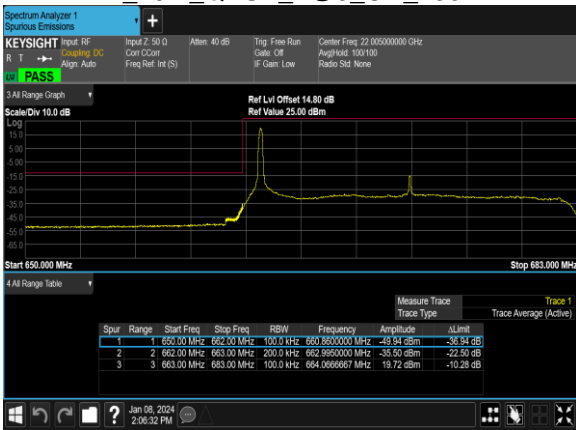 Spectrum Analyzer 1
Spurious Emissions
+
KEYSIGHT Input: RF Input Z: 50 Ω Atten: 40 dB Trig: Free Run Center Freq: 22.005000000 GHz
R T Coupling: DC Corr CCorr Gate: Off Avg|Hold: 100/100
Align: Auto Freq Ref: Int (S) IF Gain: Low Radio Std: None
PASS
3 All Range Graph
Ref Lvl Offset 14.80 dB
Scale/Div 10.0 dB Ref Value 25.00 dBm
Log
15.0
5.00
-5.00
-15.0
-25.0
-35.0
-45.0
-55.0
-65.0
Start 650.000 MHz Stop 683.000 MHz
4 All Range Table
Measure Trace Trace 1
Trace Type Trace Average (Active)
Spur Range Start Freq Stop Freq RBW Frequency Amplitude ΔLimit
1 1 650.00 MHz 662.00 MHz 100.0 kHz 660.8600000 MHz -49.94 dBm -36.94 dB
2 2 662.00 MHz 663.00 MHz 200.0 kHz 662.9950000 MHz -35.50 dBm -22.50 dB
3 3 663.00 MHz 683.00 MHz 100.0 kHz 664.0666667 MHz 19.72 dBm -10.28 dB
? Jan 08, 2024
2:06:32 PM